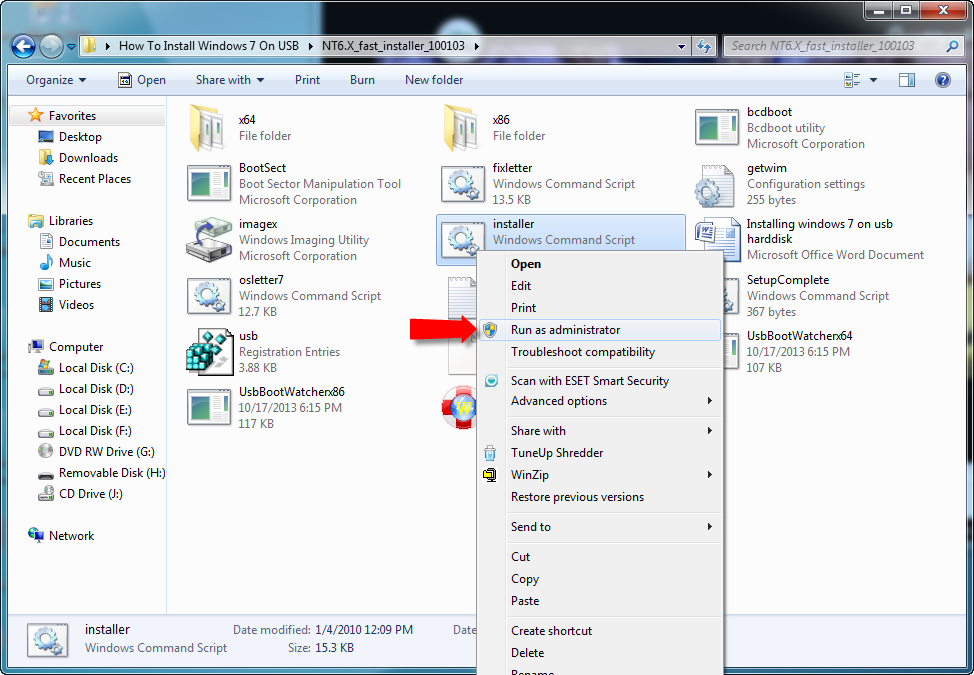 How To Install Windows 7 On USB
NT6.X_fast_installer_100103
Search NT6.X_fast_installer_100103
Organize
Open
Share with
Print
Burn
New folder
Favorites
Desktop
Downloads
Recent Places
Libraries
Documents
Music
Pictures
Videos
Computer
Local Disk (C:)
Local Disk (D:)
Local Disk (E:)
Local Disk (F:)
DVD RW Drive (G:)
Removable Disk (H:)
CD Drive (J:)
Network
x64
File folder
x86
File folder
bcdboot
Bcdboot utility
Microsoft Corporation
BootSect
Boot Sector Manipulation Tool
Microsoft Corporation
fixletter
Windows Command Script
13.5 KB
getwim
Configuration settings
255 bytes
imagex
Windows Imaging Utility
Microsoft Corporation
installer
Windows Command Script
Installing windows 7 on usb
harddisk
Microsoft Office Word Document
osletter7
Windows Command Script
12.7 KB
SetupComplete
Windows Command Script
367 bytes
usb
Registration Entries
3.88 KB
UsbBootWatcherx64
10/17/2013 6:15 PM
107 KB
UsbBootWatcherx86
10/17/2013 6:15 PM
117 KB
Open
Edit
Print
Run as administrator
Troubleshoot compatibility
Scan with ESET Smart Security
Advanced options
Share with
TuneUp Shredder
WinZip
Restore previous versions
Send to
Cut
Copy
Paste
Create shortcut
Delete
Rename
installer
Windows Command Script
Date modified: 1/4/2010 12:09 PM
Size: 15.3 KB
Date